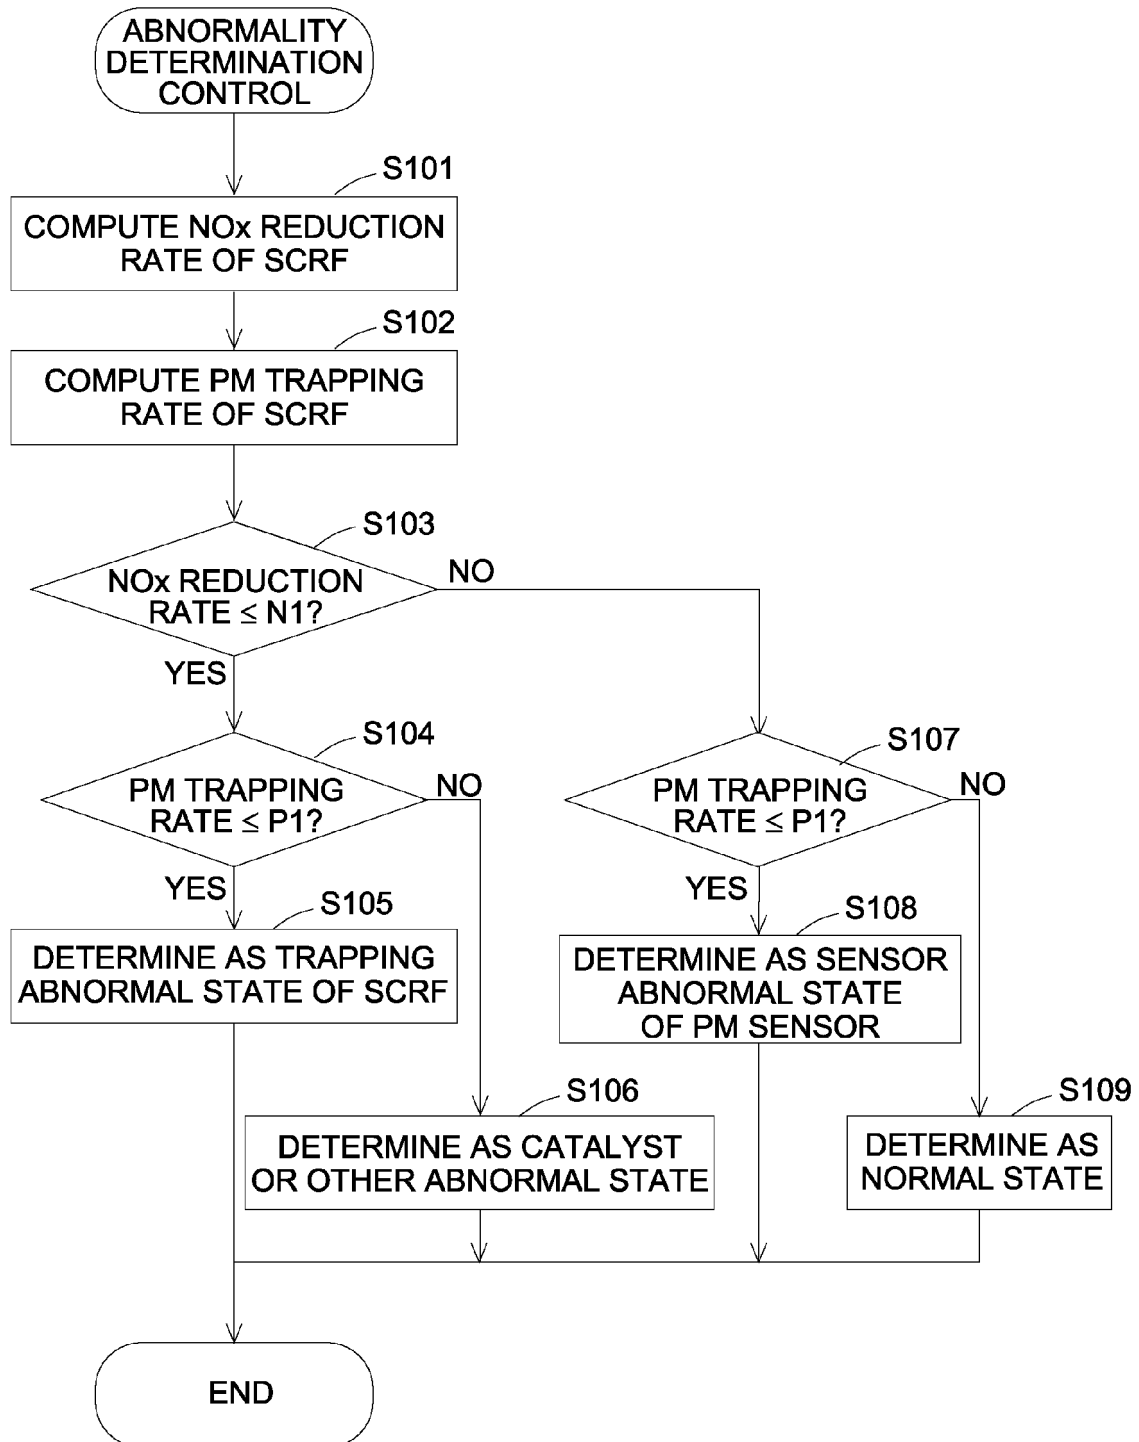 ABNORMALITY
DETERMINATION
CONTROL
S101
COMPUTE NOx REDUCTION
RATE OF SCRF
S102
COMPUTE PM TRAPPING
RATE OF SCRF
S103
NOx REDUCTION
RATE ≤ N1?
NO
YES
S104
PM TRAPPING
RATE ≤ P1?
NO
YES
S105
DETERMINE AS TRAPPING
ABNORMAL STATE OF SCRF
S106
DETERMINE AS CATALYST
OR OTHER ABNORMAL STATE
S107
PM TRAPPING
RATE ≤ P1?
NO
YES
S108
DETERMINE AS SENSOR
ABNORMAL STATE
OF PM SENSOR
S109
DETERMINE AS
NORMAL STATE
END